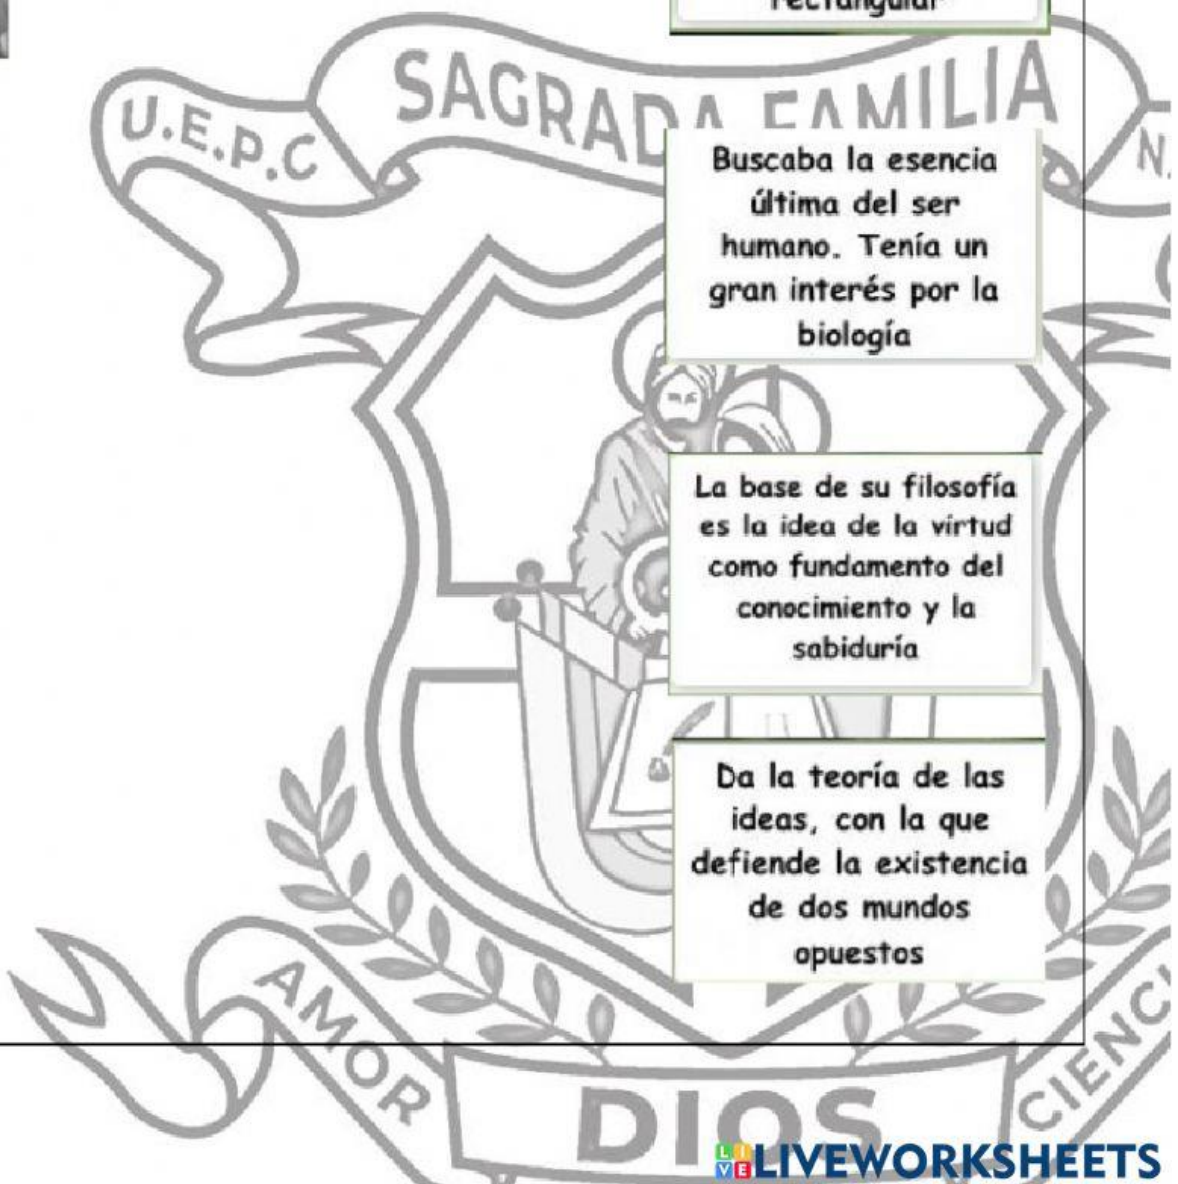 rectangular
U.E.P.C
SAGRADA FAMILIA
N.
Buscaba la esencia
última del ser
humano. Tenía un
gran interés por la
biología
La base de su filosofía
es la idea de la virtud
como fundamento del
conocimiento y la
sabiduría
Da la teoría de las
ideas, con la que
defiende la existencia
de dos mundos
opuestos
AMOR
DIOS
CIENCI
LIVEWORKSHEETS